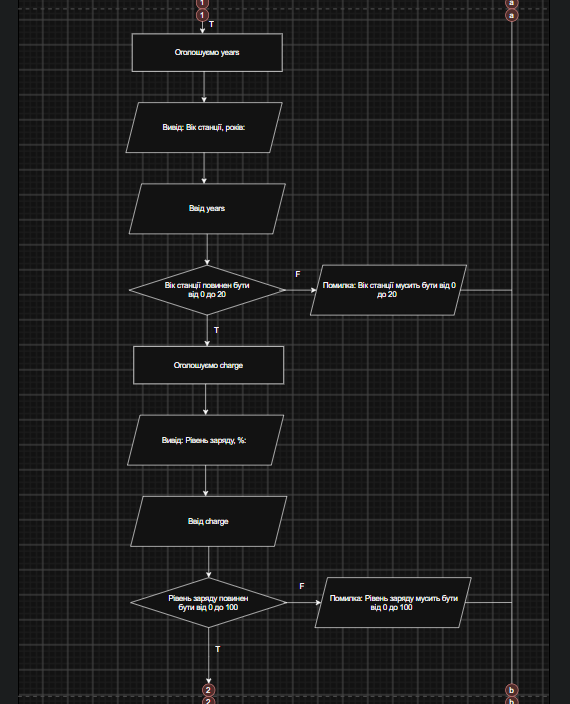 1
a
1
a
T
Оголошуємо years
Вивід: Вік станції, років:
Ввід years
Вік станції повинен бути
від 0 до 20
F
Помилка: Вік станції мусить бути від 0
до 20
T
Оголошуємо charge
Вивід: Рівень заряду, %:
Ввід charge
Рівень заряду повинен
бути від 0 до 100
F
Помилка: Рівень заряду мусить бути
від 0 до 100
T
2
b
2
b